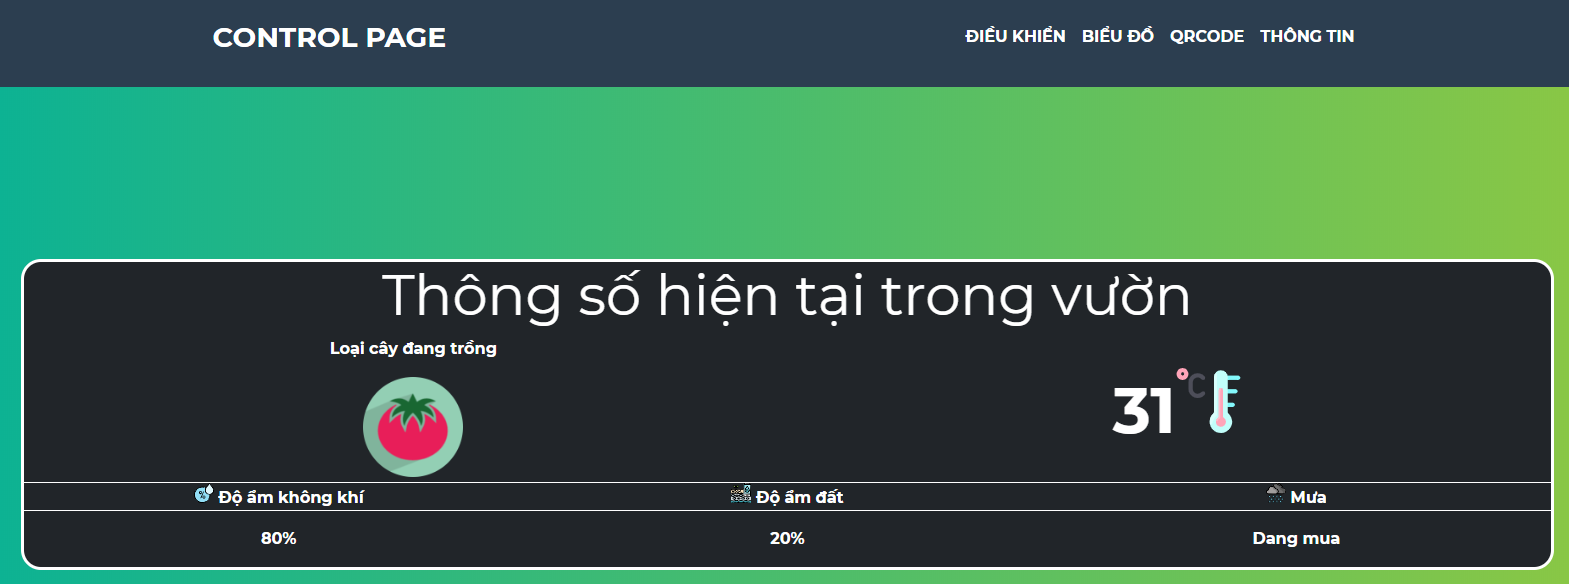 CONTROL PAGE
ĐIỀU KHIỂN BIỂU ĐỒ QRCODE THÔNG TIN
Thông số hiện tại trong vườn
Loại cây đang trồng
31 °C
Độ ẩm không khí Độ ẩm đất Mưa
80% 20% Dang mua